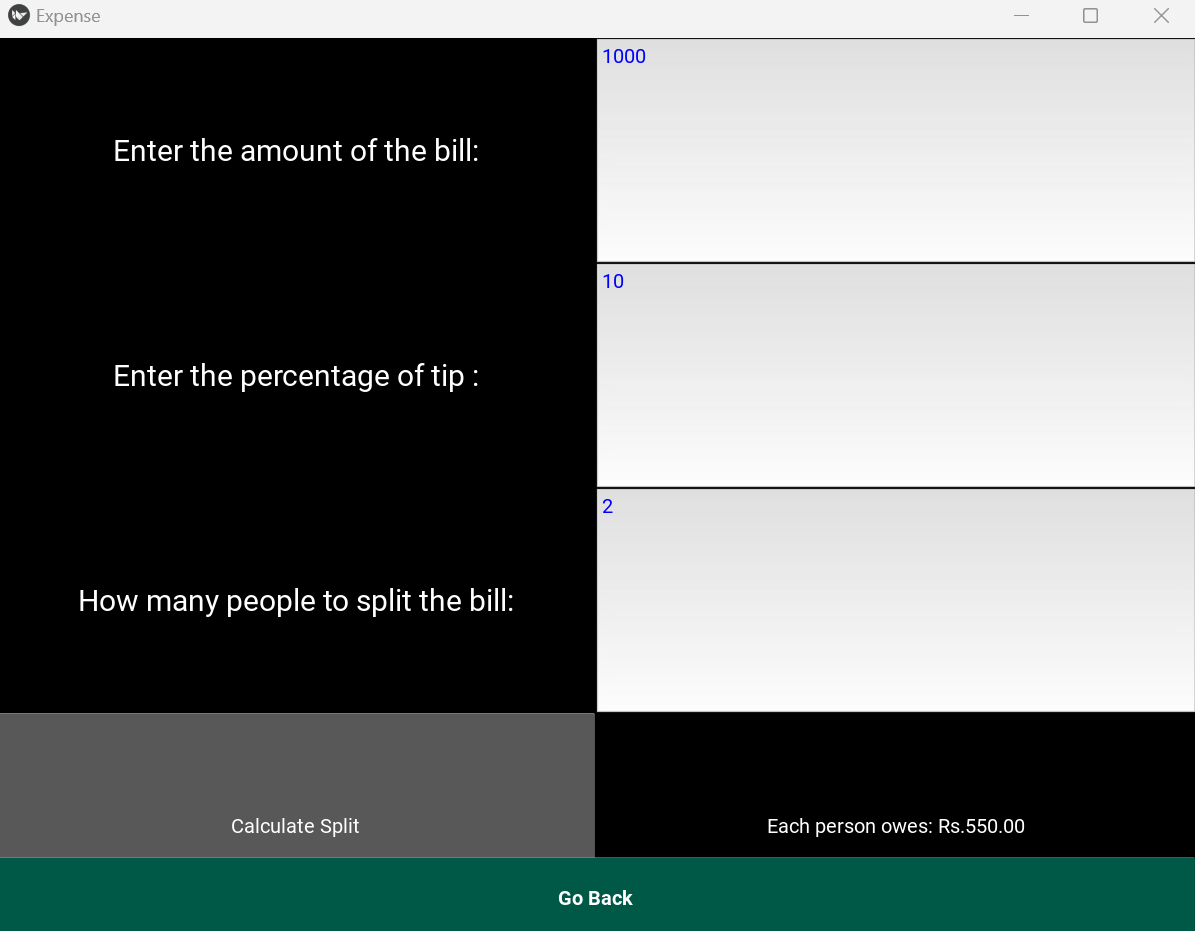 Expense
Enter the amount of the bill:
1000
Enter the percentage of tip :
10
How many people to split the bill:
2
Calculate Split
Each person owes: Rs.550.00
Go Back